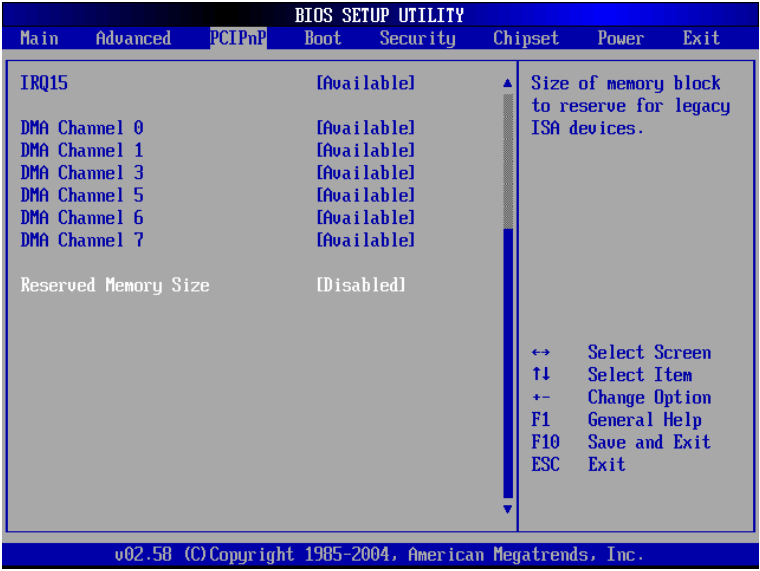 BIOS SETUP UTILITY
Main Advanced PCIPnP Boot Security Chipset Power Exit
IRQ15 [Available]
DMA Channel 0 [Available]
DMA Channel 1 [Available]
DMA Channel 3 [Available]
DMA Channel 5 [Available]
DMA Channel 6 [Available]
DMA Channel 7 [Available]
Reserved Memory Size [Disabled]
Size of memory block
to reserve for legacy
ISA devices.
↔ Select Screen
↑↓ Select Item
+- Change Option
F1 General Help
F10 Save and Exit
ESC Exit
v02.58 (C)Copyright 1985-2004, American Megatrends, Inc.